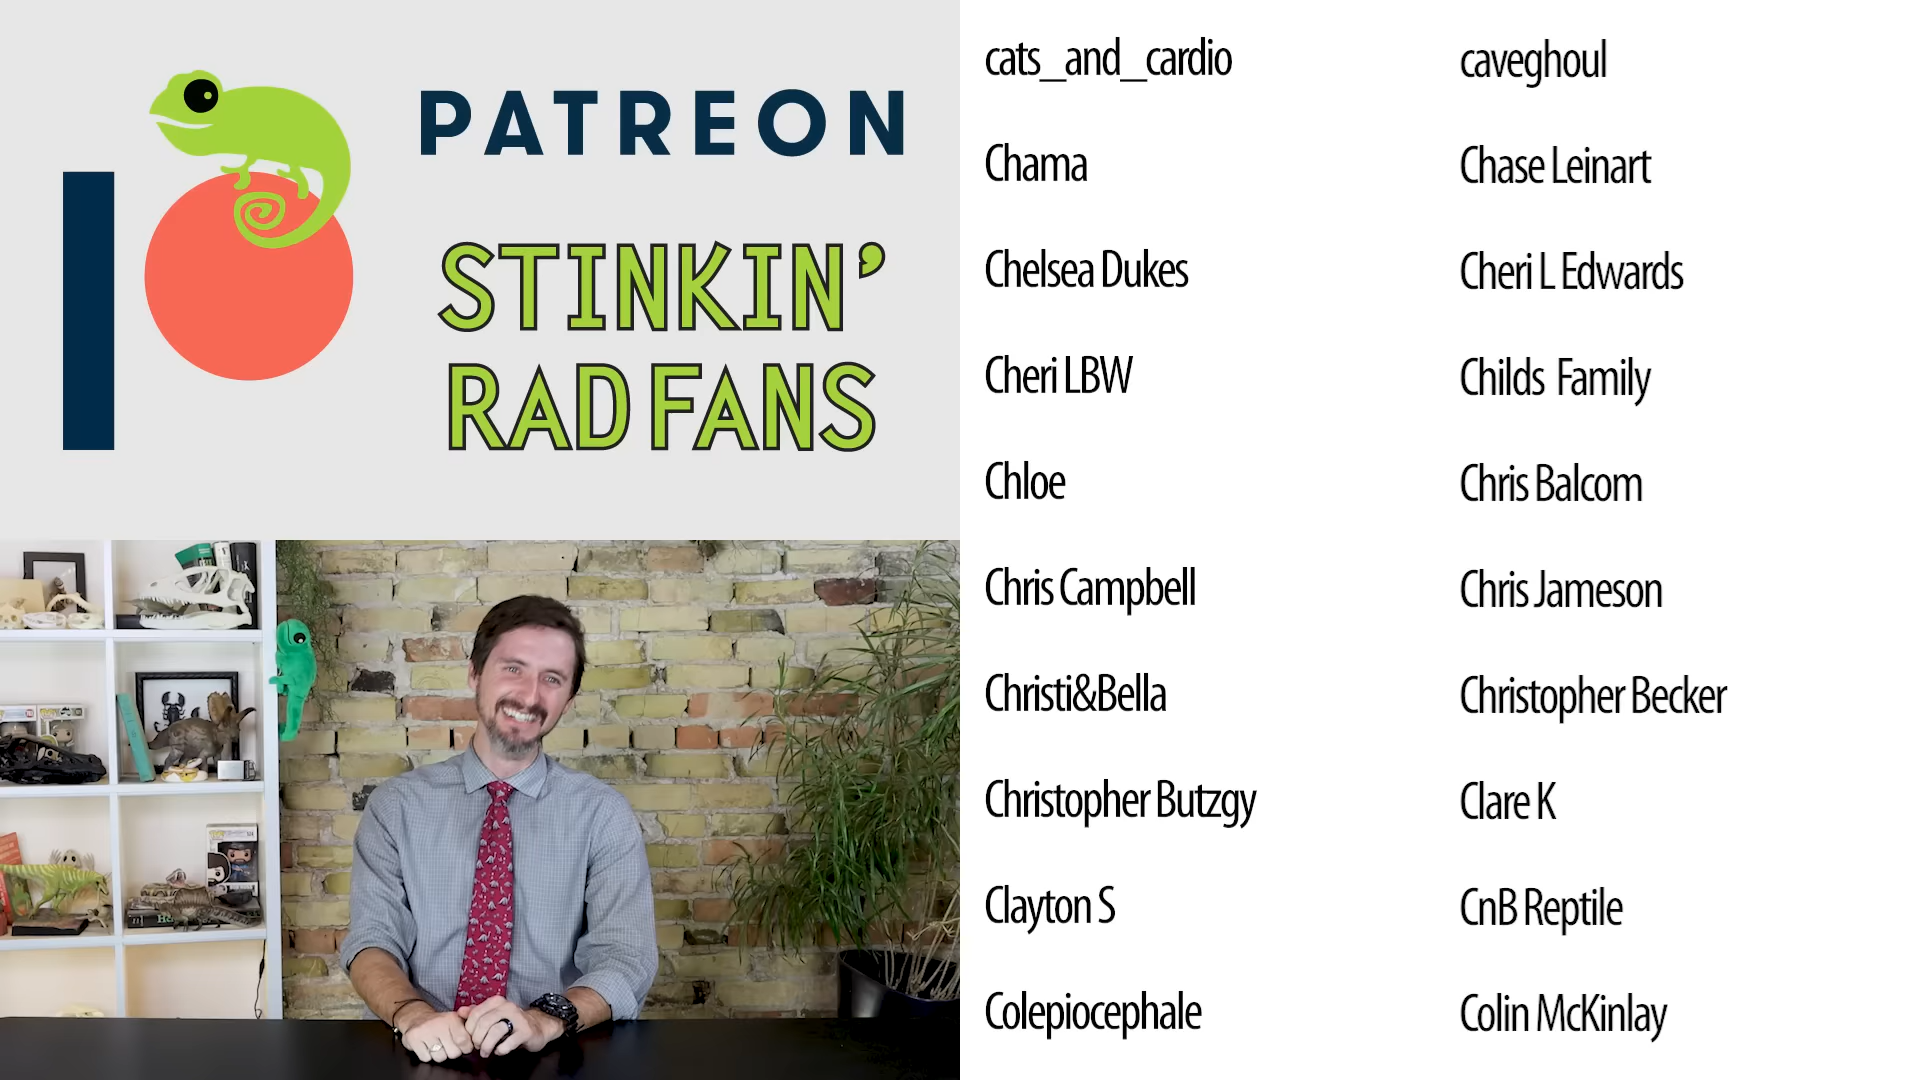 PATREON
STINKIN'
RAD FANS
cats_and_cardio
caveghoul
Chama
Chase Leinart
Chelsea Dukes
Cheri L Edwards
Cheri LBW
Childs Family
Chloe
Chris Balcom
Chris Campbell
Chris Jameson
Christi&Bella
Christopher Becker
Christopher Butzgy
Clare K
Clayton S
CnB Reptile
Colepiocephale
Colin McKinlay